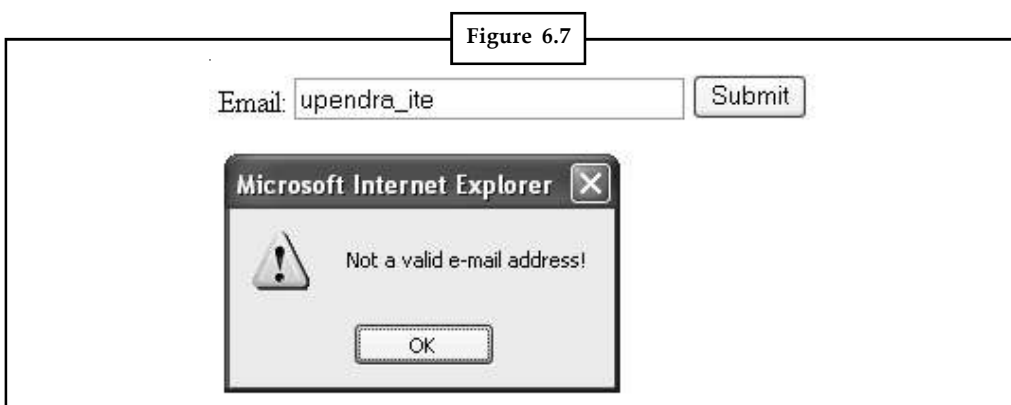 Figure 6.7
Email: upendra_ite Submit
Microsoft Internet Explorer
Not a valid e-mail address!
OK